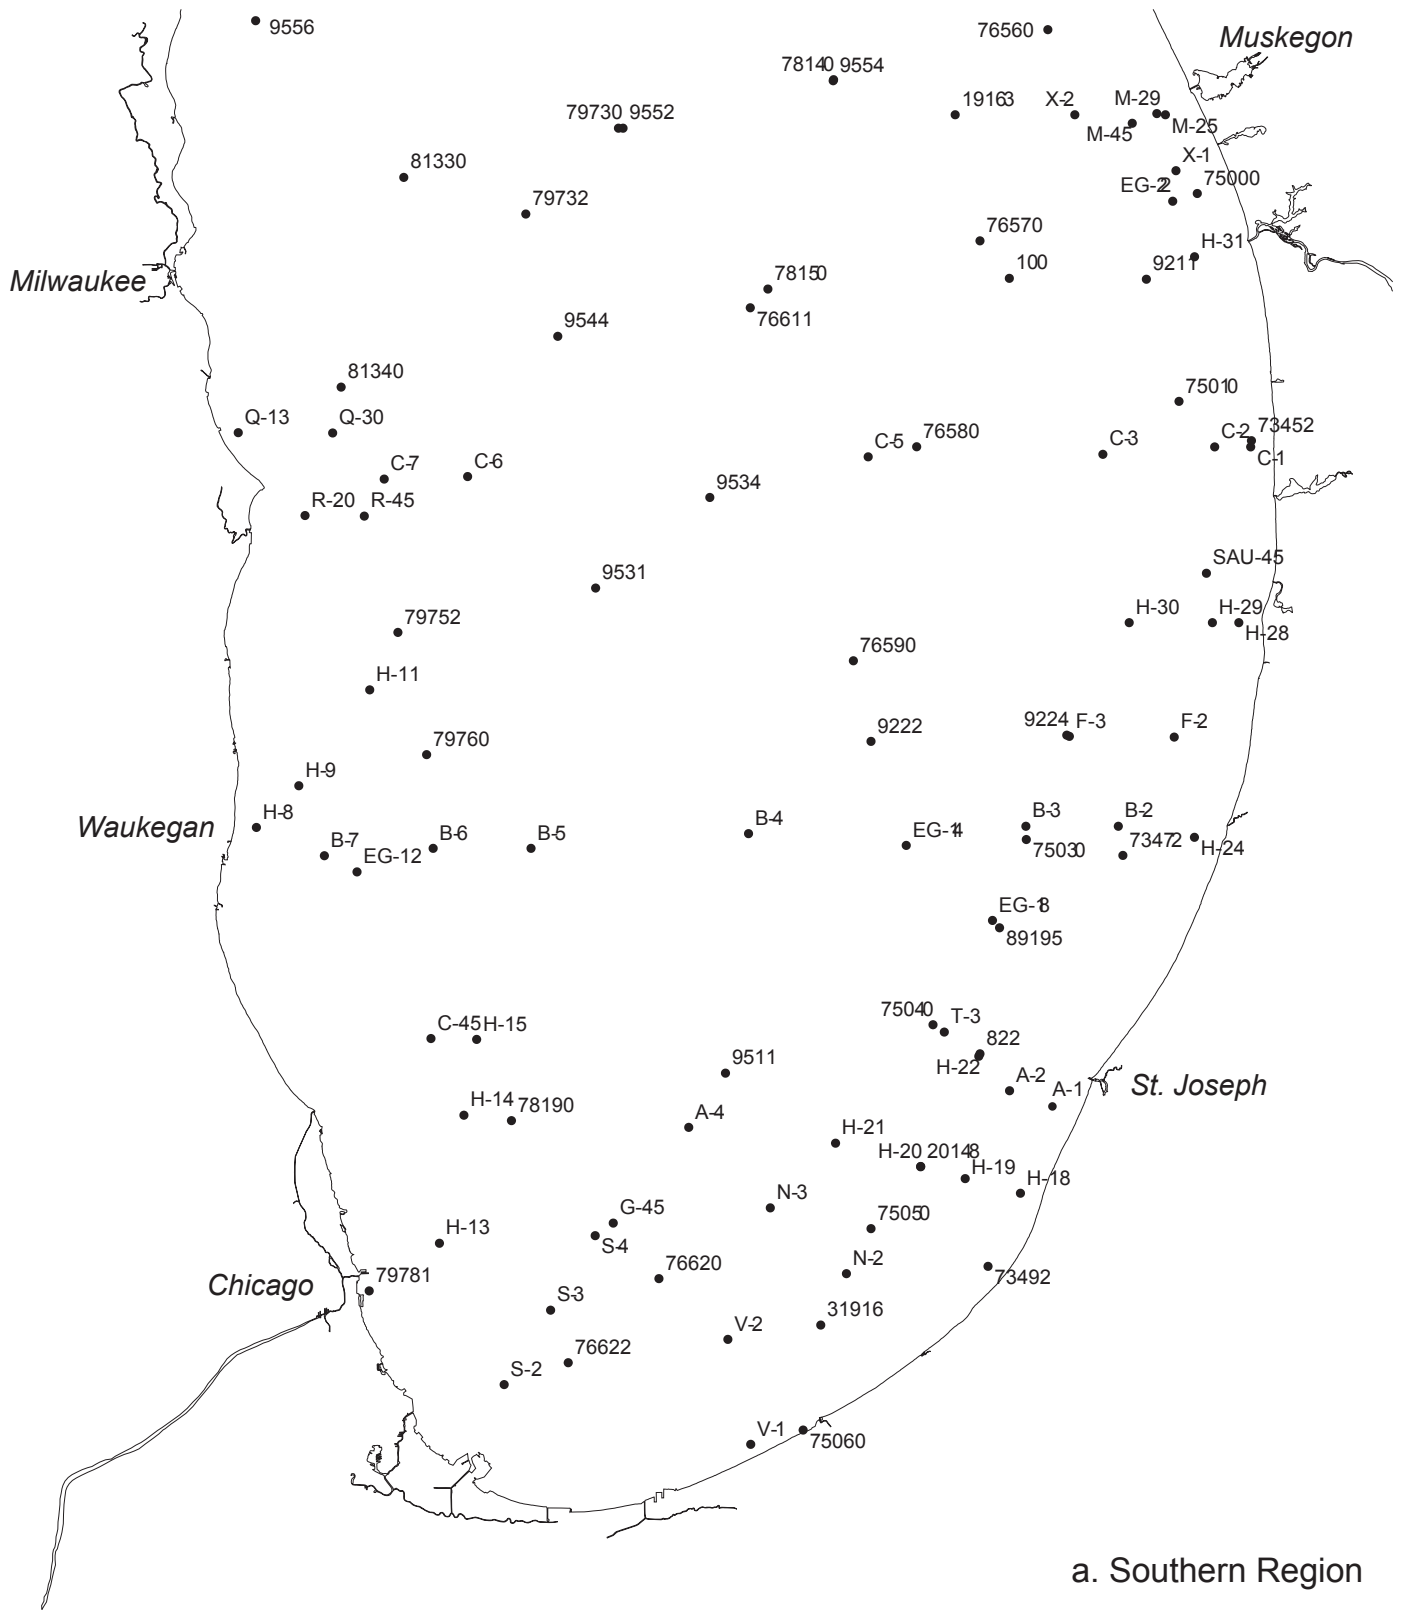 9556
76560
Muskegon
78140 9554
19163
X-2
M-29
79730 9552
M-45
M-25
81330
X-1
79732
EG-22
75000
76570
H-31
Milwaukee
100
9211
78150
76611
9544
81340
75010
Q-13
Q-30
C-5
76580
C-3
C-2
73452
C-1
C-7
C-6
9534
R-20
R-45
SAU-45
9531
79752
H-30
H-29
H-28
76590
H-11
9222
9224
F-3
F-2
79760
H-9
H-8
Waukegan
B-7
EG-12
B-6
B-5
B-4
EG-14
B-3
75030
B-2
73472
H-24
EG-18
89195
C-45
H-15
75040
T-3
822
H-22
9511
A-2
A-1
St. Joseph
H-14
78190
A-4
H-21
H-20
20148
H-19
H-18
N-3
G-45
S-4
75050
H-13
76620
N-2
73492
Chicago
79781
S-3
31916
V-2
76622
S-2
V-1
75060
a. Southern Region